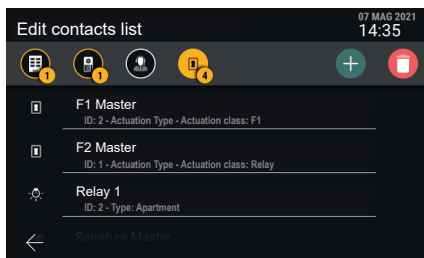 07 MAG 2021
Edit contacts list
14:35
1
1
4
F1 Master
ID: 2 - Actuation Type - Actuation class: F1
F2 Master
ID: 1 - Actuation Type - Actuation class: Relay
Relay 1
ID: 2 - Type: Apartment
Serratura Master